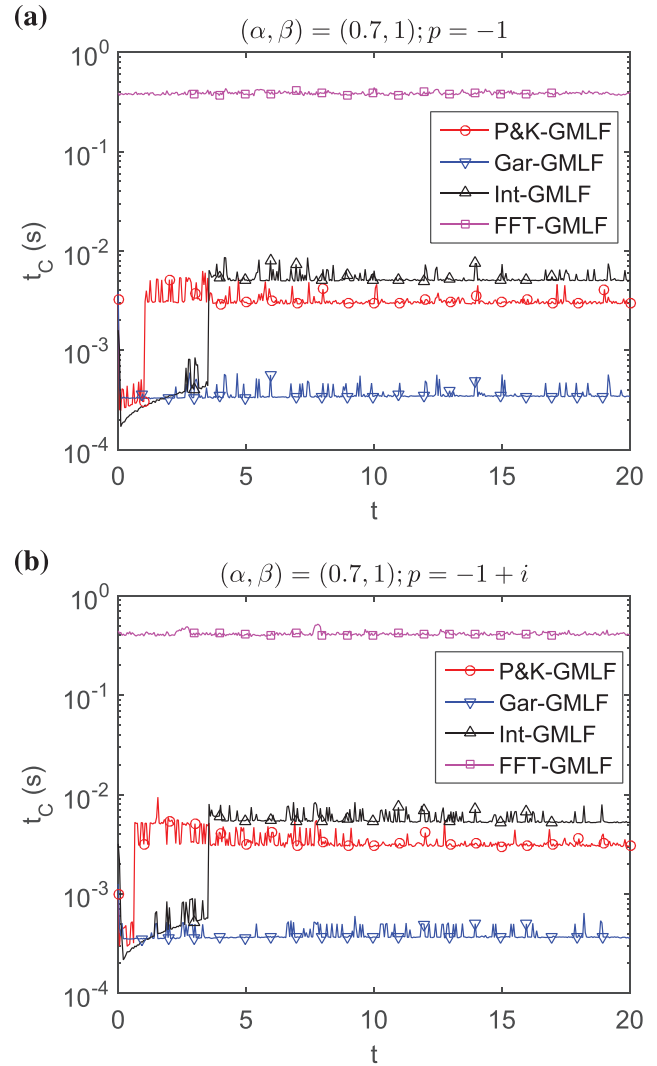 (a)
(α, β) = (0.7, 1); p = −1
10^0
10^-1
10^-2
10^-3
10^-4
t_C (s)
P&K-GMLF
Gar-GMLF
Int-GMLF
FFT-GMLF
0 5 10 15 20
t
(b)
(α, β) = (0.7, 1); p = −1 + i
10^0
10^-1
10^-2
10^-3
10^-4
t_C (s)
P&K-GMLF
Gar-GMLF
Int-GMLF
FFT-GMLF
0 5 10 15 20
t